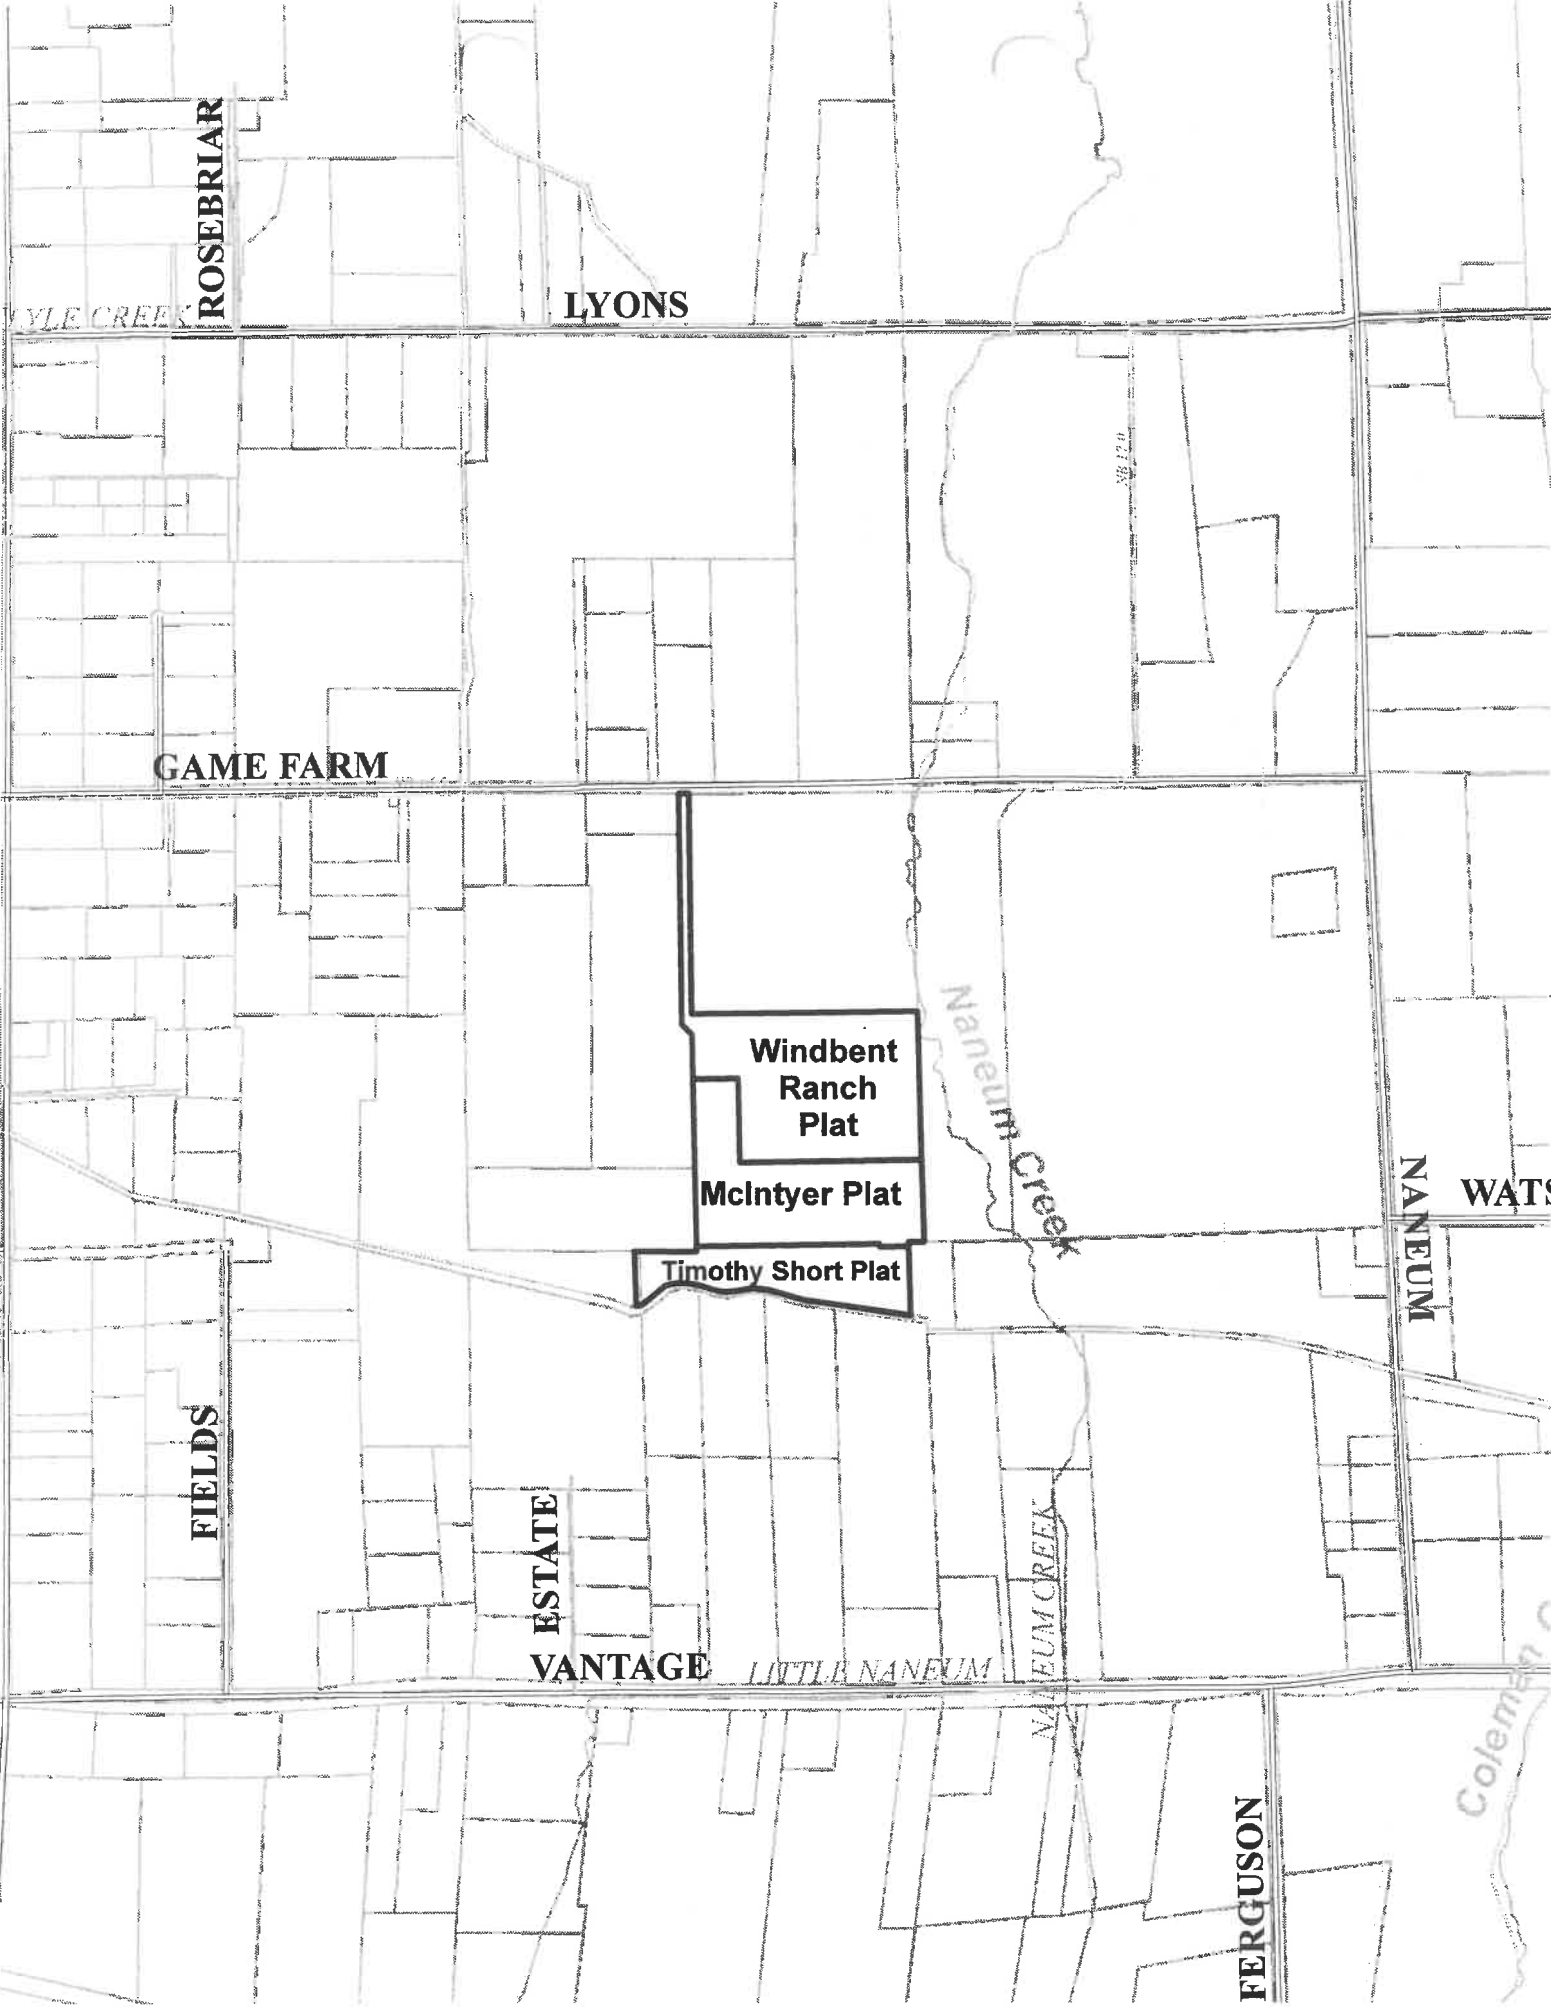 ROSEBRIAR
LYONS
GAME FARM
Windbent
Ranch
Plat
Naneum Creek
McIntyer Plat
NANEUM
WATS
Timothy Short Plat
FIELDS
ESTATE
NANEUM CREEK
VANTAGE
LITTLE NANEUM
Coleman C
FERGUSON